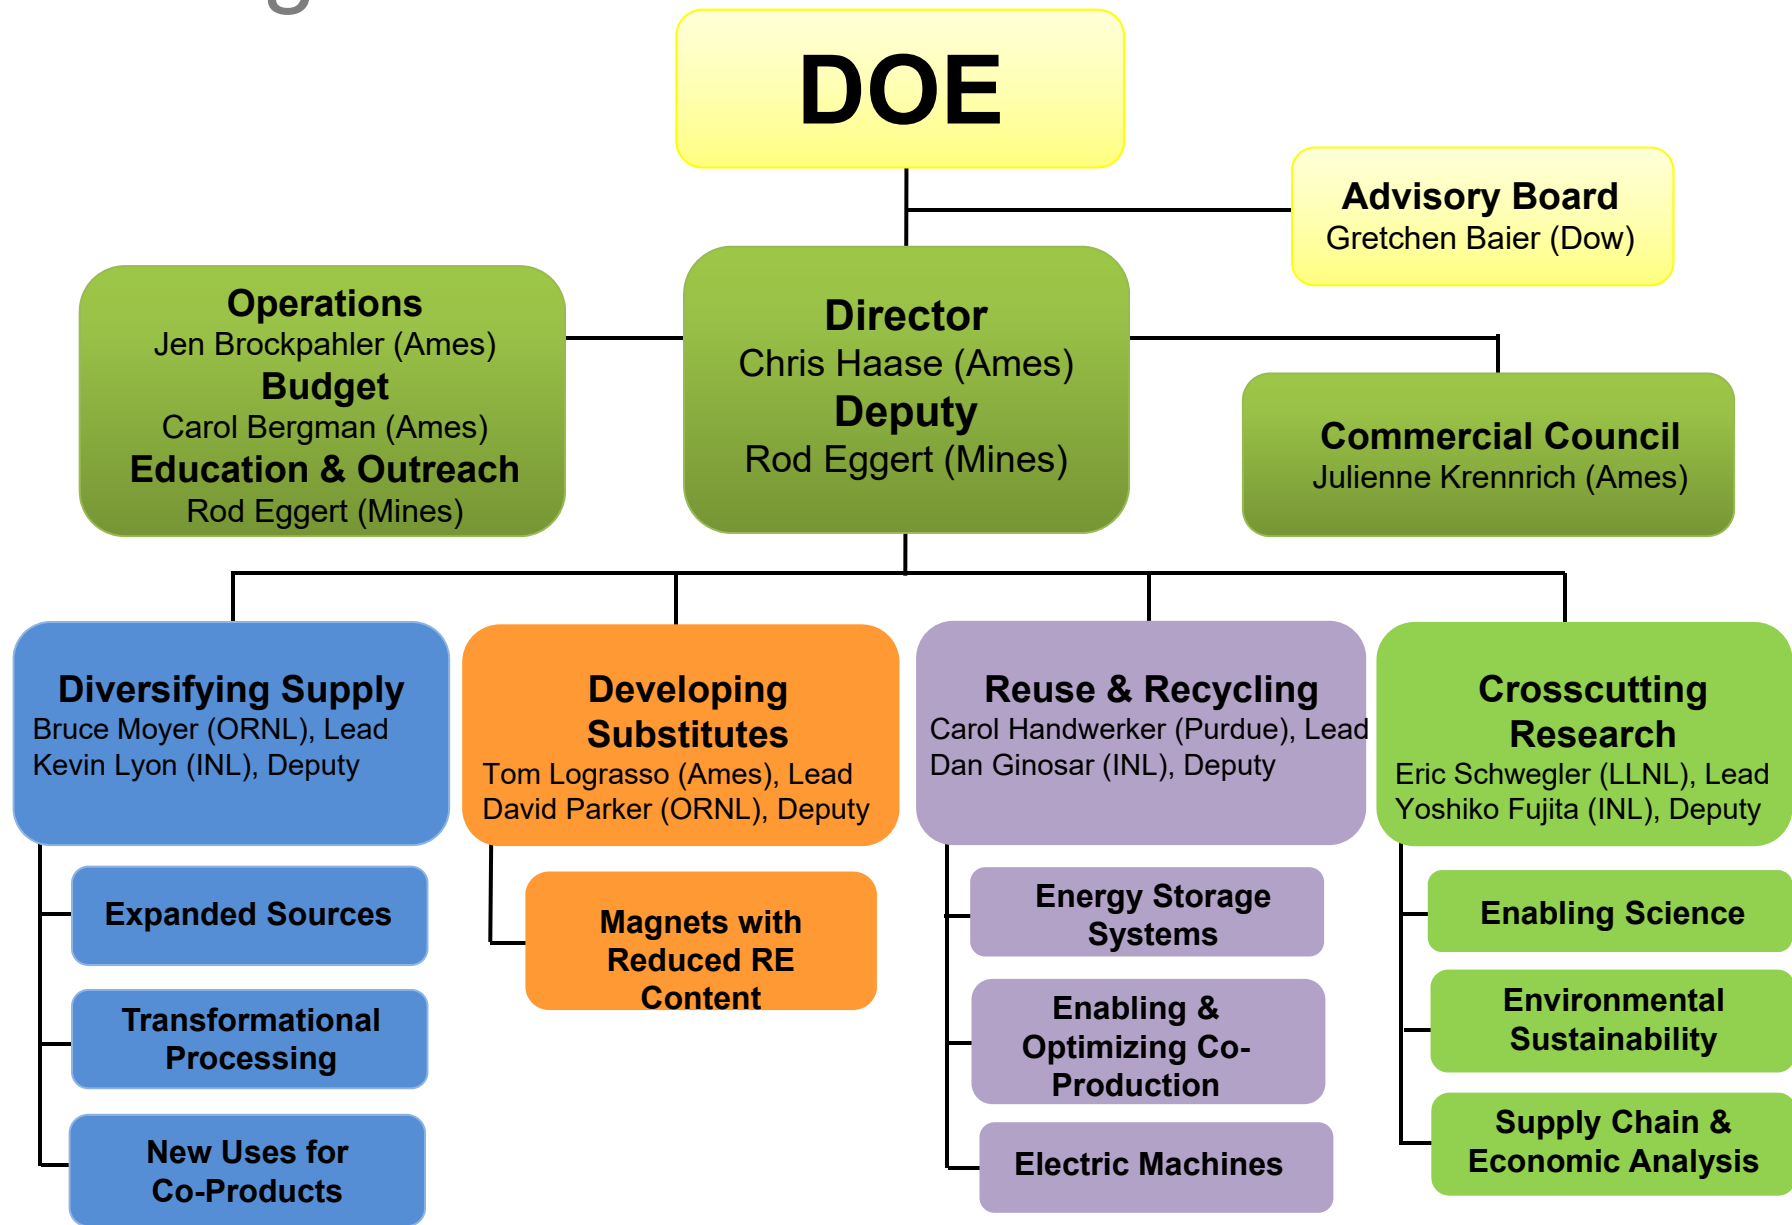 DOE
Advisory Board
Gretchen Baier (Dow)
Operations
Jen Brockpahler (Ames)
Budget
Carol Bergman (Ames)
Education & Outreach
Rod Eggert (Mines)
Director
Chris Haase (Ames)
Deputy
Rod Eggert (Mines)
Commercial Council
Julienne Krennrich (Ames)
Diversifying Supply
Bruce Moyer (ORNL), Lead
Kevin Lyon (INL), Deputy
Expanded Sources
Transformational
Processing
New Uses for
Co-Products
Developing
Substitutes
Tom Lograsso (Ames), Lead
David Parker (ORNL), Deputy
Magnets with
Reduced RE
Content
Reuse & Recycling
Carol Handwerker (Purdue), Lead
Dan Ginosar (INL), Deputy
Energy Storage
Systems
Enabling &
Optimizing Co-
Production
Electric Machines
Crosscutting
Research
Eric Schwegler (LLNL), Lead
Yoshiko Fujita (INL), Deputy
Enabling Science
Environmental
Sustainability
Supply Chain &
Economic Analysis